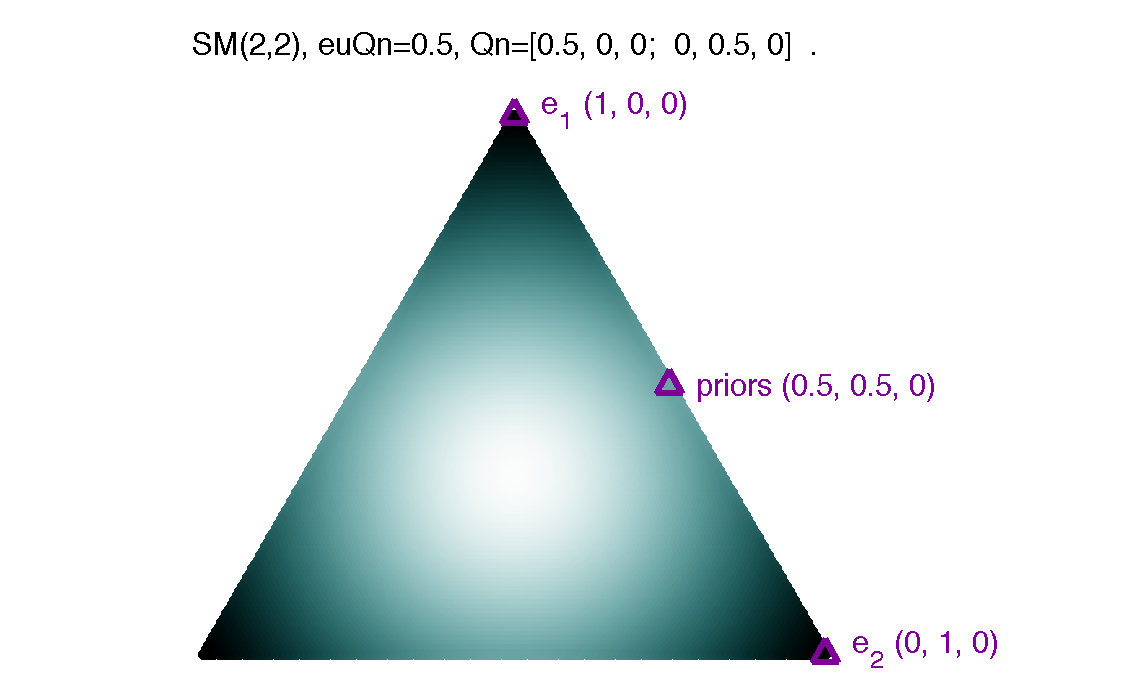 SM(2,2), euQn=0.5, Qn=[0.5, 0, 0;  0, 0.5, 0]  .
e1 (1, 0, 0)
priors (0.5, 0.5, 0)
e2 (0, 1, 0)